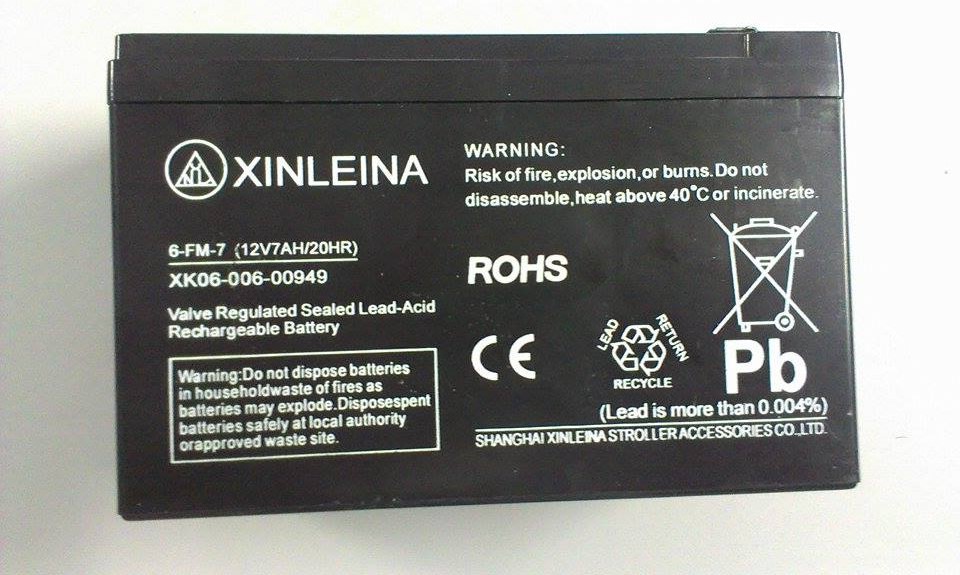 XINLEINA
6-FM-7 (12V7AH/20HR)
XK06-006-00949
Valve Regulated Sealed Lead-Acid
Rechargeable Battery
Warning:Do not dispose batteries
in householdwaste of fires as
batteries may explode.Disposespent
batteries safely at local authority
orapproved waste site.
WARNING:
Risk of fire,explosion,or burns.Do not
disassemble,heat above 40°C or incinerate.
ROHS
CE
LEAD
RETURN
RECYCLE
Pb
(Lead is more than 0.004%)
SHANGHAI XINLEINA STROLLER ACCESSORIES CO.,LTD.